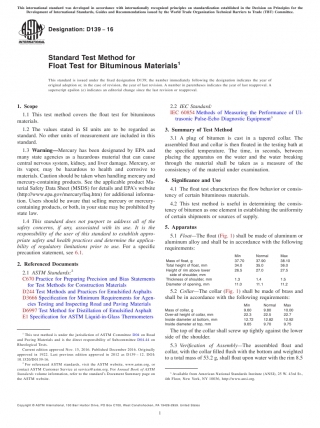 This international standard was developed in accordance with internationally recognized principles on standardization established in the Decision on Principles for the
Development of International Standards, Guides and Recommendations issued by the World Trade Organization Technical Barriers to Trade (TBT) Committee.
Designation: D139 − 16
INTERNATIONAL
Standard Test Method for
Float Test for Bituminous Materials1
This standard is issued under the fixed designation D139; the number immediately following the designation indicates the year of
original adoption or, in the case of revision, the year of last revision. A number in parentheses indicates the year of last reapproval. A
superscript epsilon (ε) indicates an editorial change since the last revision or reapproval.
1. Scope
1.1 This test method covers the float test for bituminous
materials.
1.2 The values stated in SI units are to be regarded as
standard. No other units of measurement are included in this
standard.
1.3 Warning—Mercury has been designated by EPA and
many state agencies as a hazardous material that can cause
central nervous system, kidney, and liver damage. Mercury, or
its vapor, may be hazardous to health and corrosive to
materials. Caution should be taken when handling mercury and
mercury-containing products. See the applicable product Ma-
terial Safety Data Sheet (MSDS) for details and EPA's website
(http://www.epa.gov/mercury/faq.htm) for additional informa-
tion. Users should be aware that selling mercury or mercury-
containing products, or both, in your state may be prohibited by
state law.
1.4 This standard does not purport to address all of the
safety concerns, if any, associated with its use. It is the
responsibility of the user of this standard to establish appro-
priate safety and health practices and determine the applica-
bility of regulatory limitations prior to use. For a specific
precaution statement, see 6.1.
2. Referenced Documents
2.1 ASTM Standards:2
C670 Practice for Preparing Precision and Bias Statements
for Test Methods for Construction Materials
D244 Test Methods and Practices for Emulsified Asphalts
D3666 Specification for Minimum Requirements for Agen-
cies Testing and Inspecting Road and Paving Materials
D6997 Test Method for Distillation of Emulsified Asphalt
E1 Specification for ASTM Liquid-in-Glass Thermometers
1 This test method is under the jurisdiction of ASTM Committee D04 on Road
and Paving Materials and is the direct responsibility of Subcommittee D04.44 on
Rheological Tests.
Current edition approved Nov. 15, 2016. Published December 2016. Originally
approved in 1922. Last previous edition approved in 2012 as D139 – 12.
2 For referenced ASTM standards, visit the ASTM website, www.astm.org, or
contact ASTM Customer Service at service@astm.org. For Annual Book of ASTM
Standards volume information, refer to the standard's Document Summary page on
the ASTM website.
2.2 IEC Standard:
IEC 60854 Methods of Measuring the Performance of Ul-
trasonic Pulse-Echo Diagnostic Equipment3
3. Summary of Test Method
3.1 A plug of bitumen is cast in a tapered collar. The
assembled float and collar is then floated in the testing bath at
the specified temperature. The time, in seconds, between
placing the apparatus on the water and the water breaking
through the material shall be taken as a measure of the
consistency of the material under examination.
4. Significance and Use
4.1 The float test characterizes the flow behavior or consis-
tency of certain bituminous materials.
4.2 This test method is useful in determining the consis-
tency of bitumen as one element in establishing the uniformity
of certain shipments or sources of supply.
5. Apparatus
5.1 Float—The float (Fig. 1) shall be made of aluminum or
aluminum alloy and shall be in accordance with the following
requirements:
Min Normal Max
Mass of float, g 37.70 37.90 38.10
Total height of float, mm 34.0 35.0 36.0
Height of rim above lower 26.5 27.0 27.5
side of shoulder, mm
Thickness of shoulder, mm 1.3 1.4 1.5
Diameter of opening, mm 11.0 11.1 11.2
5.2 Collar—The collar (Fig. 1) shall be made of brass and
shall be in accordance with the following requirements:
Min Normal Max
Mass of collar, g 9.60 9.80 10.00
Over-all height of collar, mm 22.3 22.5 22.7
Inside diameter at bottom, mm 12.72 12.82 12.92
Inside diameter at top, mm 9.65 9.70 9.75
The top of the collar shall screw up tightly against the lower
side of the shoulder.
5.3 Verification of Assembly—The assembled float and
collar, with the collar filled flush with the bottom and weighted
to a total mass of 53.2 g, shall float upon water with the rim 8.5
3 Available from American National Standards Institute (ANSI), 25 W. 43rd St.,
4th Floor, New York, NY 10036, http://www.ansi.org.
Copyright © ASTM International, 100 Barr Harbor Drive, PO Box C700, West Conshohocken, PA 19428-2959. United States
1